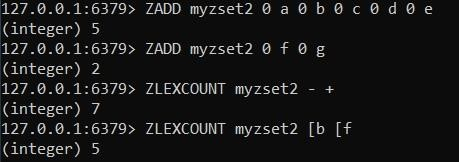 127.0.0.1:6379> ZADD myzset2 0 a 0 b 0 c 0 d 0 e
(integer) 5
127.0.0.1:6379> ZADD myzset2 0 f 0 g
(integer) 2
127.0.0.1:6379> ZLEXCOUNT myzset2 - +
(integer) 7
127.0.0.1:6379> ZLEXCOUNT myzset2 [b [f
(integer) 5